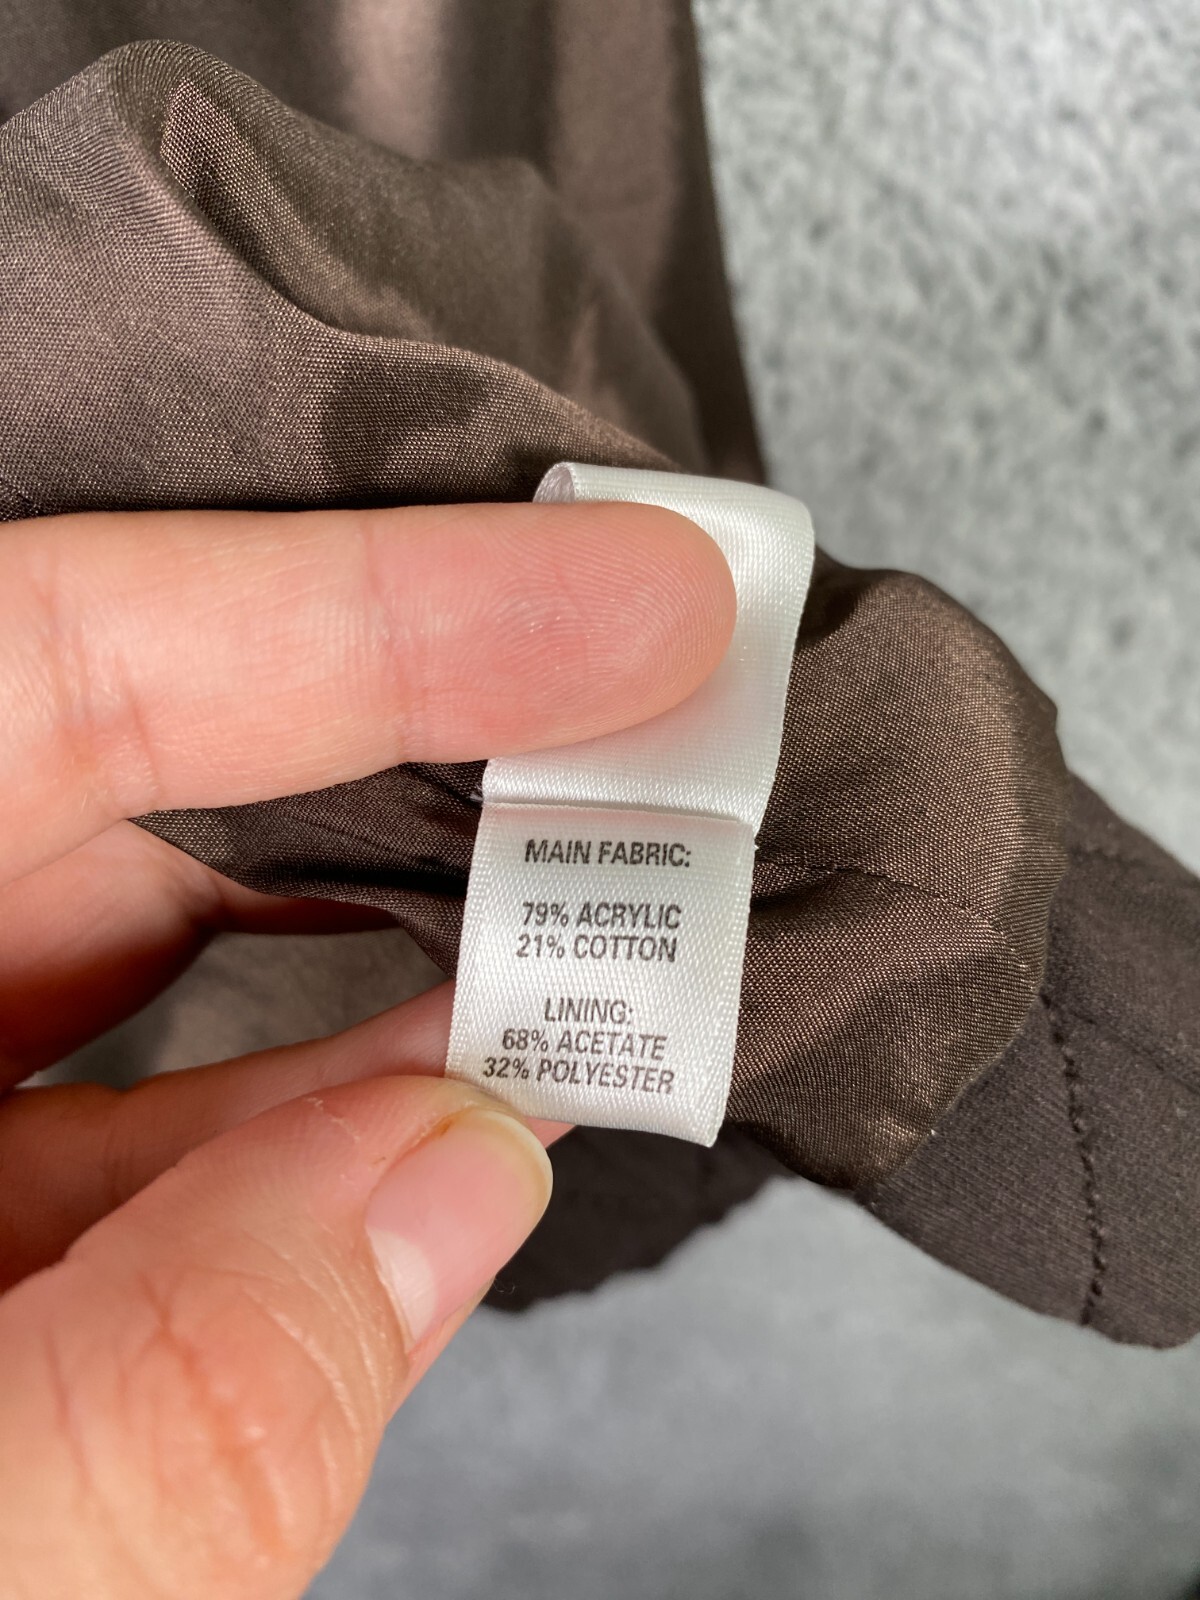 MAIN FABRIC:
79% ACRYLIC
21% COTTON
LINING:
68% ACETATE
32% POLYESTER